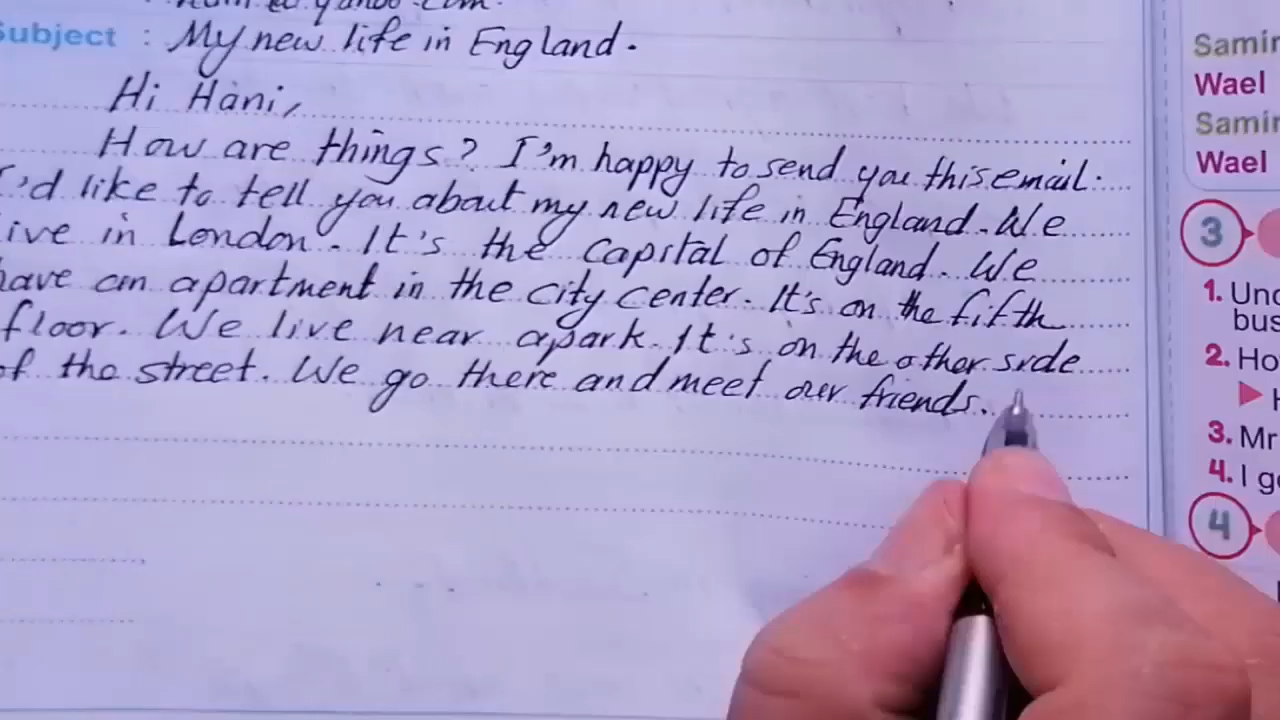 Subject : My new life in England.
Hi Hani,
How are things? I'm happy to send you this email.
I'd like to tell you about my new life in England. We
live in London. It's the capital of England. We
have an apartment in the city center. It's on the fifth
floor. We live near a park. It's on the other side
of the street. We go there and meet our friends.
Samir
Wael
Samir
Wael
3
1. Unc
bus
2. Ho
H
3. Mr
4. I g
4